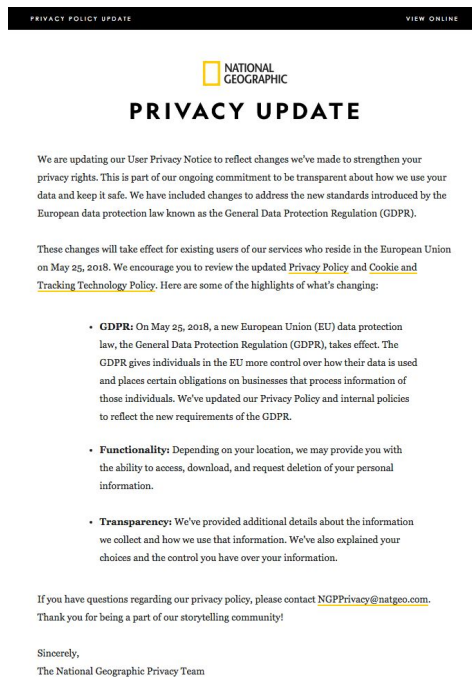 PRIVACY POLICY UPDATE
VIEW ONLINE
NATIONAL
GEOGRAPHIC
PRIVACY UPDATE
We are updating our User Privacy Notice to reflect changes we've made to strengthen your
privacy rights. This is part of our ongoing commitment to be transparent about how we use your
data and keep it safe. We have included changes to address the new standards introduced by the
European data protection law known as the General Data Protection Regulation (GDPR).
These changes will take effect for existing users of our services who reside in the European Union
on May 25, 2018. We encourage you to review the updated Privacy Policy and Cookie and
Tracking Technology Policy. Here are some of the highlights of what's changing:
• GDPR: On May 25, 2018, a new European Union (EU) data protection
law, the General Data Protection Regulation (GDPR), takes effect. The
GDPR gives individuals in the EU more control over how their data is used
and places certain obligations on businesses that process information of
those individuals. We've updated our Privacy Policy and internal policies
to reflect the new requirements of the GDPR.
• Functionality: Depending on your location, we may provide you with
the ability to access, download, and request deletion of your personal
information.
• Transparency: We've provided additional details about the information
we collect and how we use that information. We've also explained your
choices and the control you have over your information.
If you have questions regarding our privacy policy, please contact NGPPrivacy@natgeo.com.
Thank you for being a part of our storytelling community!
Sincerely,
The National Geographic Privacy Team